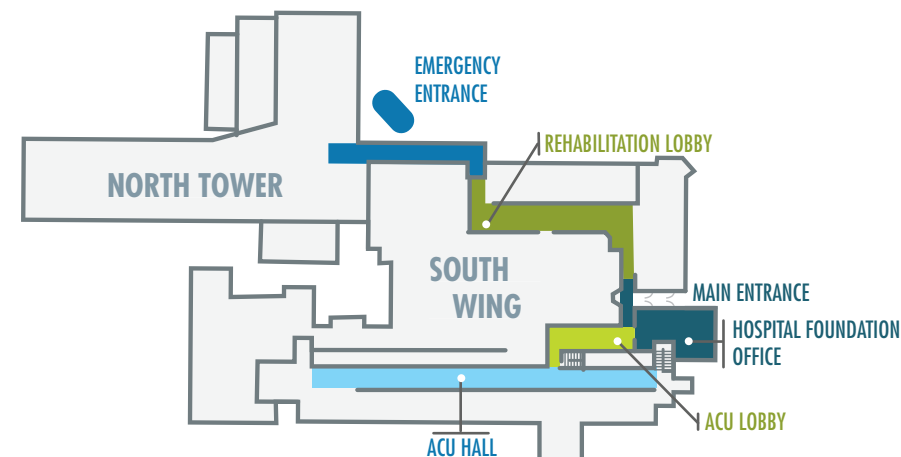 EMERGENCY
ENTRANCE
REHABILITATION LOBBY
NORTH TOWER
SOUTH
WING
MAIN ENTRANCE
HOSPITAL FOUNDATION
OFFICE
ACU LOBBY
ACU HALL